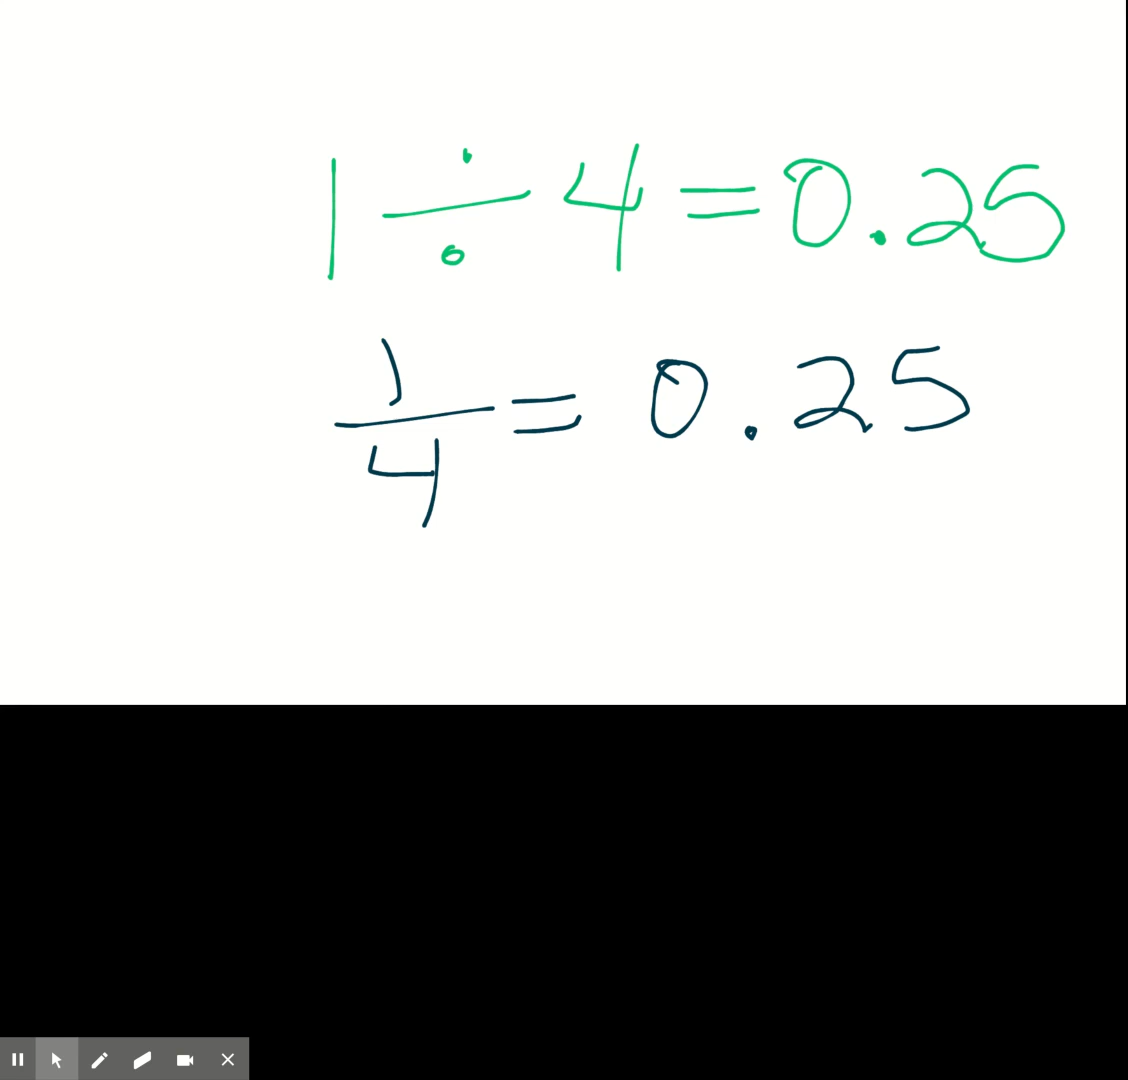 1 ÷ 4 = 0.25
1/4 = 0.25